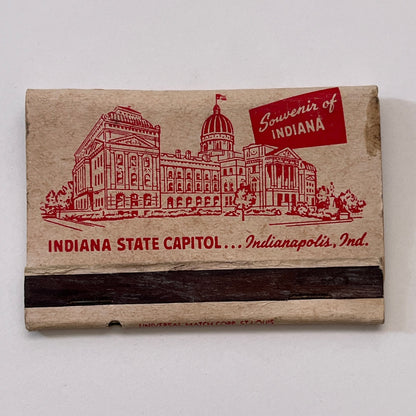 Souvenir of
INDIANA
INDIANA STATE CAPITOL... Indianapolis, Ind.
UNIVERSAL MATCH CORP. ST. LOUIS